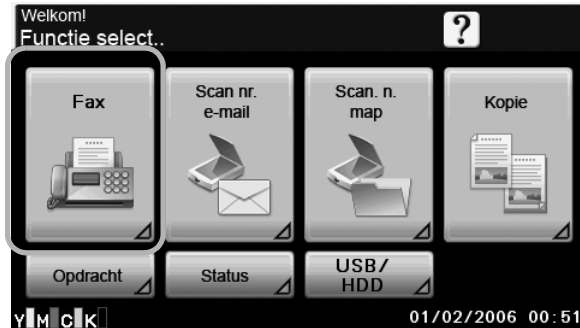 Welkom!
Functie select..
?
Fax
Scan nr.
e-mail
Scan. n.
map
Kopie
Opdracht
Status
USB/
HDD
Y M C K
01/02/2006 00:51